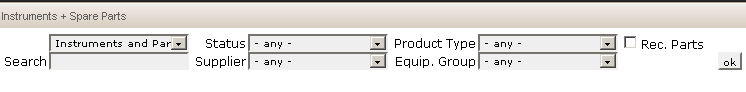 Instruments + Spare Parts
Instruments and Par Status - any - Product Type - any - Rec. Parts
Search Supplier - any - Equip. Group - any - ok